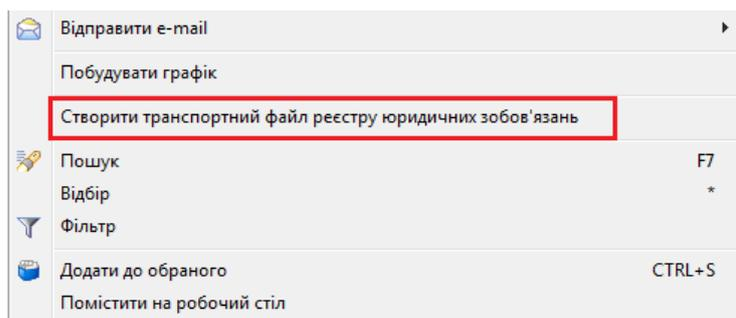 Відправити e-mail
Побудувати графік
Створити транспортний файл реєстру юридичних зобов'язань
Пошук F7
Відбір *
Фільтр
Додати до обраного CTRL+S
Помістити на робочий стіл